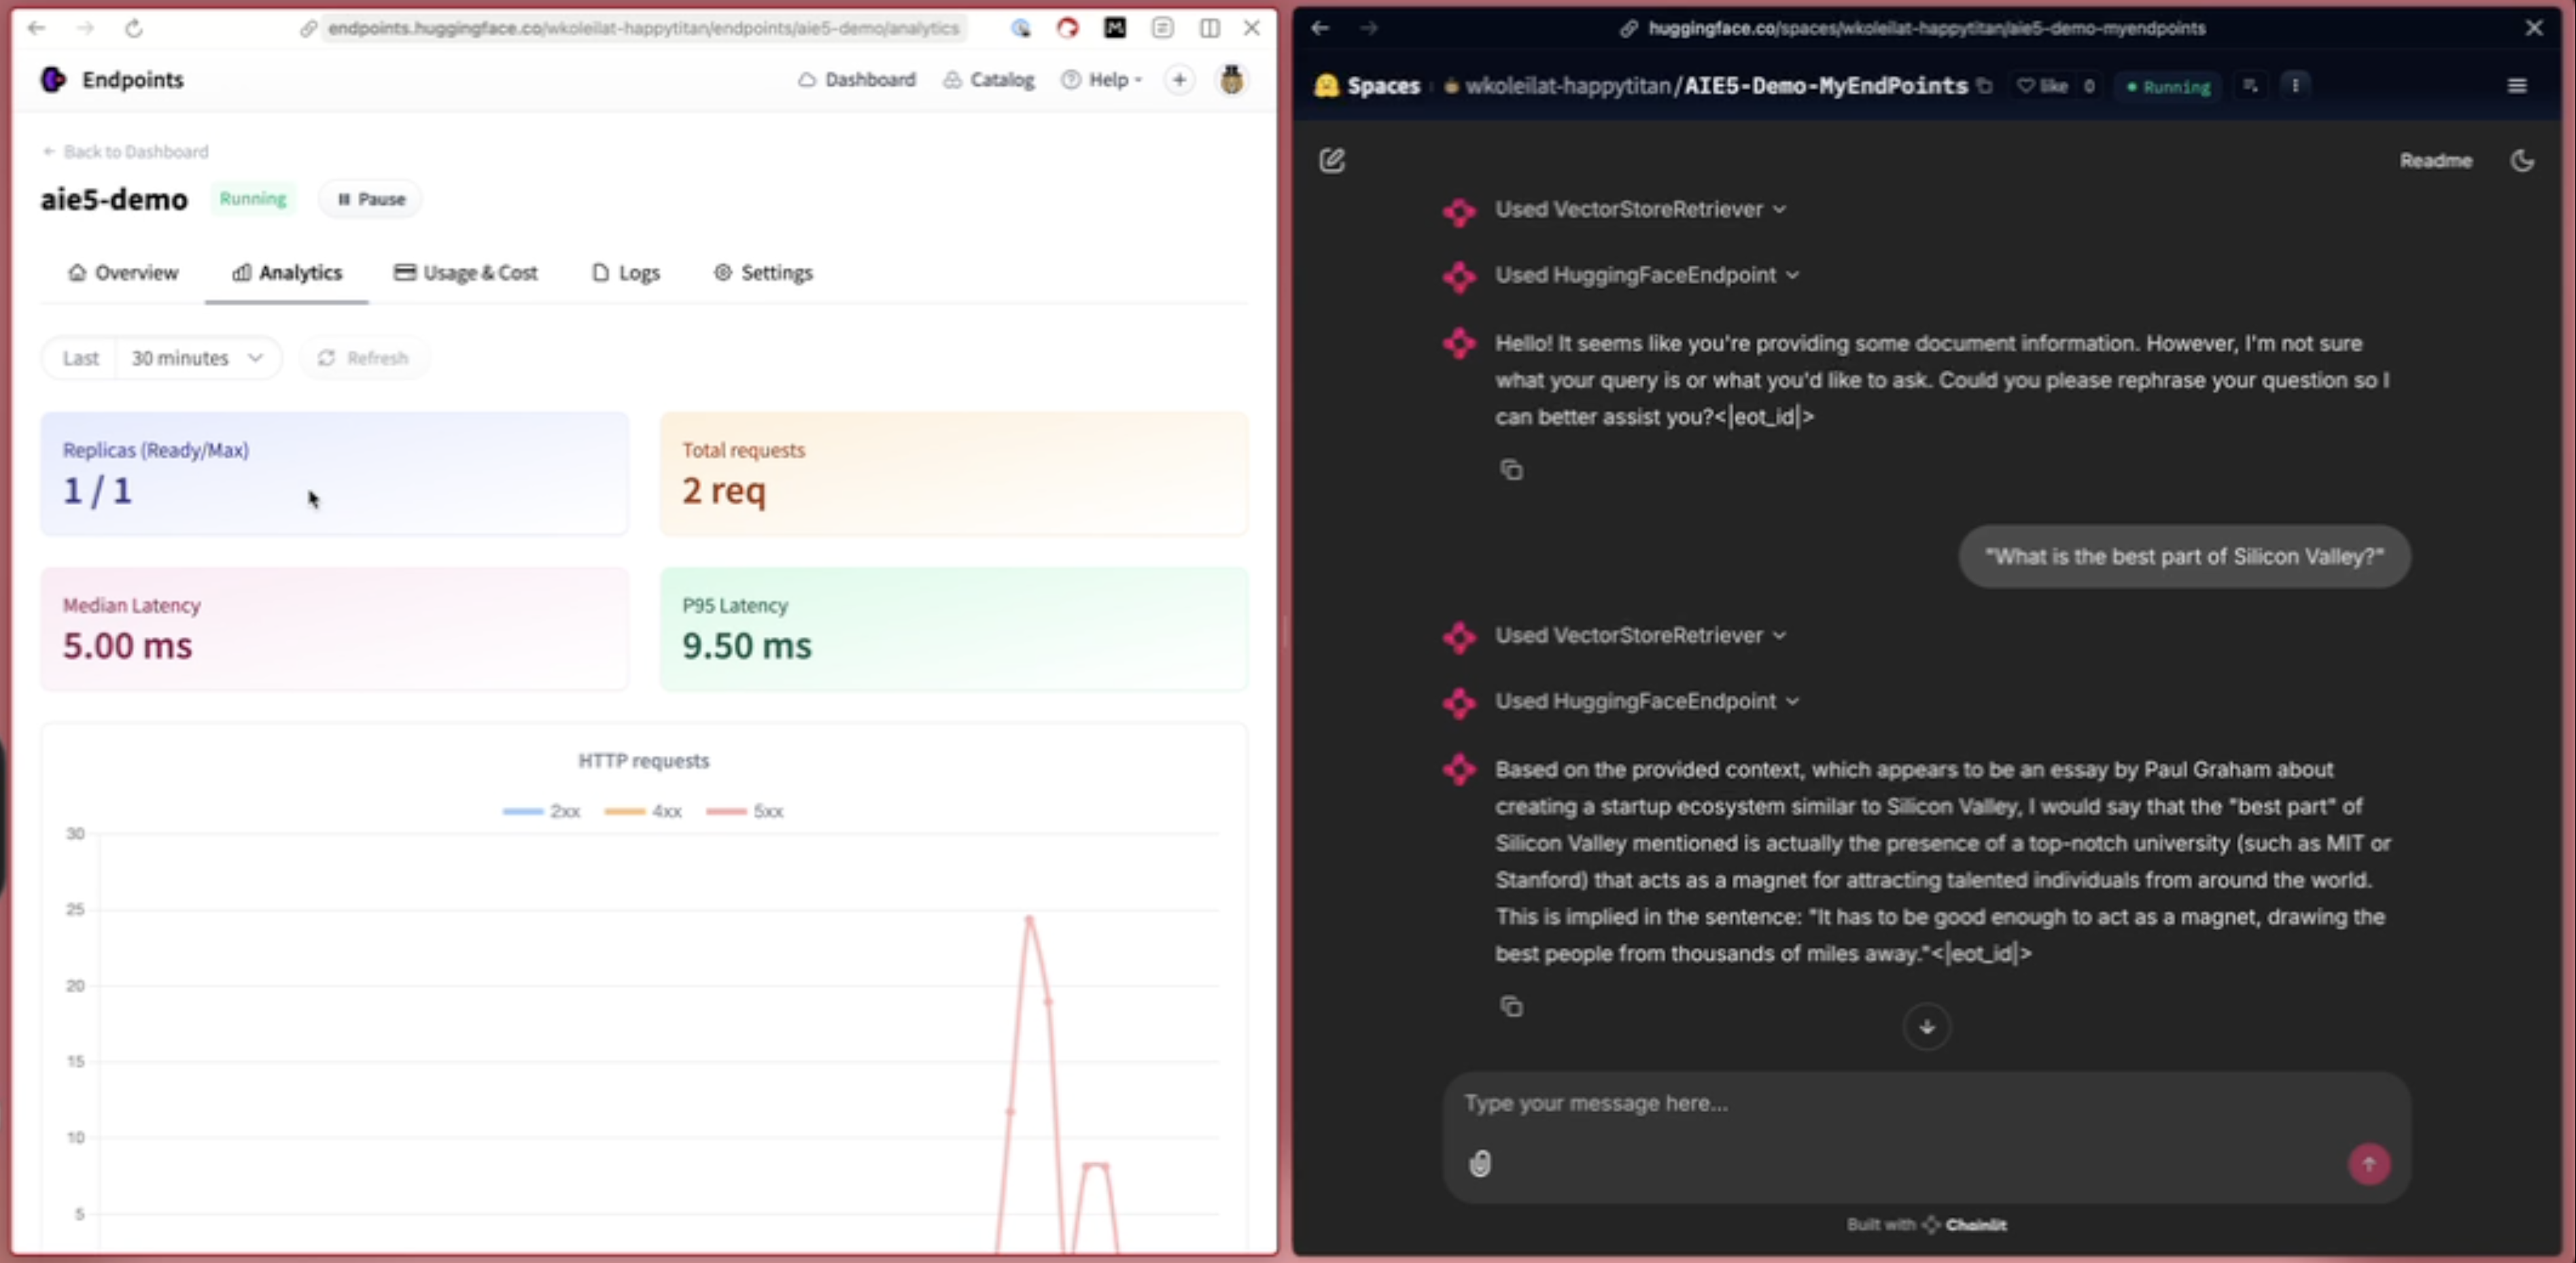 endpoints.huggingface.co/wkoleilat-happytitan/endpoints/aie5-demo/analytics
Endpoints
Dashboard
Catalog
Help
Back to Dashboard
aie5-demo
Running
Pause
Overview
Analytics
Usage & Cost
Logs
Settings
Last
30 minutes
Refresh
Replicas (Ready/Max)
1 / 1
Total requests
2 req
Median Latency
5.00 ms
P95 Latency
9.50 ms
HTTP requests
2xx
4xx
5xx
30
25
20
15
10
5
huggingface.co/spaces/wkoleilat-happytitan/aie5-demo-myendpoints
Spaces
wkoleilat-happytitan/AIE5-Demo-MyEndPoints
like
0
Running
Readme
Used VectorStoreRetriever
Used HuggingFaceEndpoint
Hello! It seems like you're providing some document information. However, I'm not sure
what your query is or what you'd like to ask. Could you please rephrase your question so I
can better assist you?<|eot_id|>
"What is the best part of Silicon Valley?"
Used VectorStoreRetriever
Used HuggingFaceEndpoint
Based on the provided context, which appears to be an essay by Paul Graham about
creating a startup ecosystem similar to Silicon Valley, I would say that the "best part" of
Silicon Valley mentioned is actually the presence of a top-notch university (such as MIT or
Stanford) that acts as a magnet for attracting talented individuals from around the world.
This is implied in the sentence: "It has to be good enough to act as a magnet, drawing the
best people from thousands of miles away."<|eot_id|>
Type your message here...
Built with Chainlit